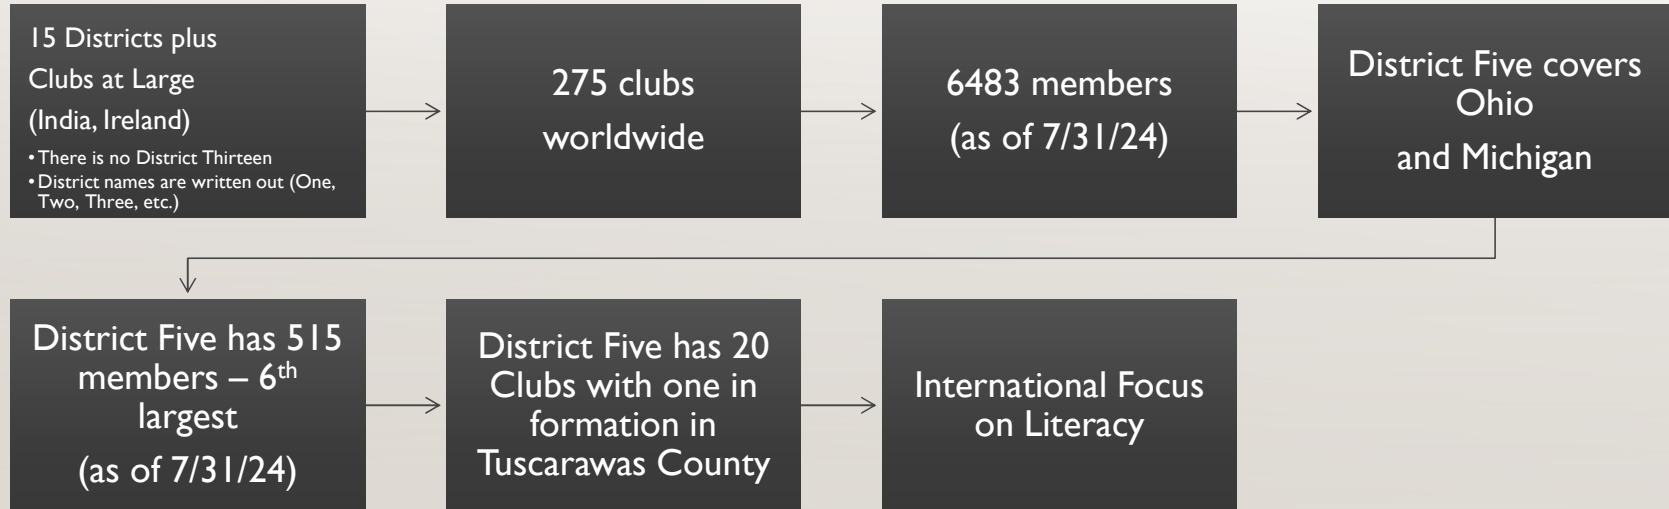 15 Districts plus
Clubs at Large
(India, Ireland)
• There is no District Thirteen
• District names are written out (One,
Two, Three, etc.)
275 clubs
worldwide
6483 members
(as of 7/31/24)
District Five covers
Ohio
and Michigan
District Five has 515
members – 6th
largest
(as of 7/31/24)
District Five has 20
Clubs with one in
formation in
Tuscarawas County
International Focus
on Literacy